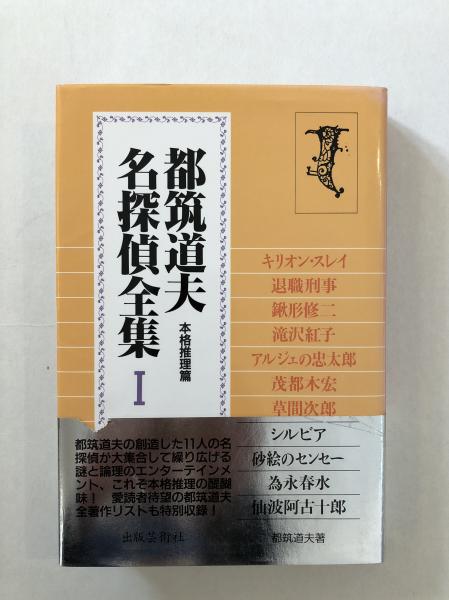 都筑道夫
名探偵全集 I
本格推理篇
キリオン・スレイ
退職刑事
鍬形修二
滝沢紅子
アルジェの忠太郎
茂都木宏
草間次郎
シルビア
砂絵のセンセー
為永春水
仙波阿古十郎
都筑道夫の創造した11人の名
探偵が大集合して繰り広げる
謎と論理のエンターテインメ
ント、これぞ本格推理の醍醐
味! 愛読者待望の都筑道夫
全著作リストも特別収録!
出版芸術社
都筑道夫著